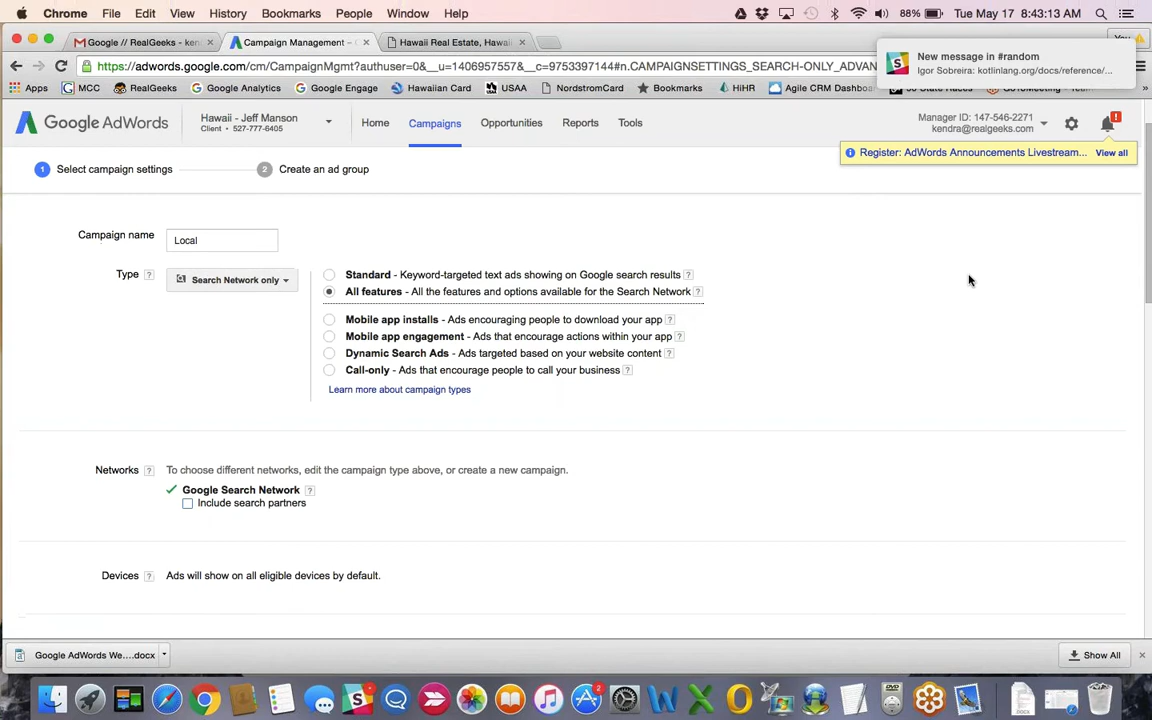 Chrome File Edit View History Bookmarks People Window Help 88% Tue May 17 8:43:13 AM
Google // RealGeeks - ken Campaign Management – Hawaii Real Estate, Hawai You
https://adwords.google.com/cm/CampaignMgmt?authuser=0&__u=1406957557&__c=9753397144#n.CAMPAIGNSETTINGS_SEARCH-ONLY_ADVAN
New message in #random
Igor Sobreira: kotlinlang.org/docs/reference/...
Apps MCC RealGeeks Google Analytics Google Engage Hawaiian Card USAA NordstromCard Bookmarks HiHR Agile CRM Dashbo
Google AdWords
Hawaii - Jeff Manson
Client • 527-777-6405
Home Campaigns Opportunities Reports Tools
Manager ID: 147-546-2271
kendra@realgeeks.com
!
Register: AdWords Announcements Livestream... View all
1 Select campaign settings 2 Create an ad group
Campaign name Local
Type ? Search Network only
Standard - Keyword-targeted text ads showing on Google search results ?
All features - All the features and options available for the Search Network ?
Mobile app installs - Ads encouraging people to download your app ?
Mobile app engagement - Ads that encourage actions within your app ?
Dynamic Search Ads - Ads targeted based on your website content ?
Call-only - Ads that encourage people to call your business ?
Learn more about campaign types
Networks ? To choose different networks, edit the campaign type above, or create a new campaign.
Google Search Network ?
Include search partners
Devices ? Ads will show on all eligible devices by default.
Google AdWords We....docx Show All
2